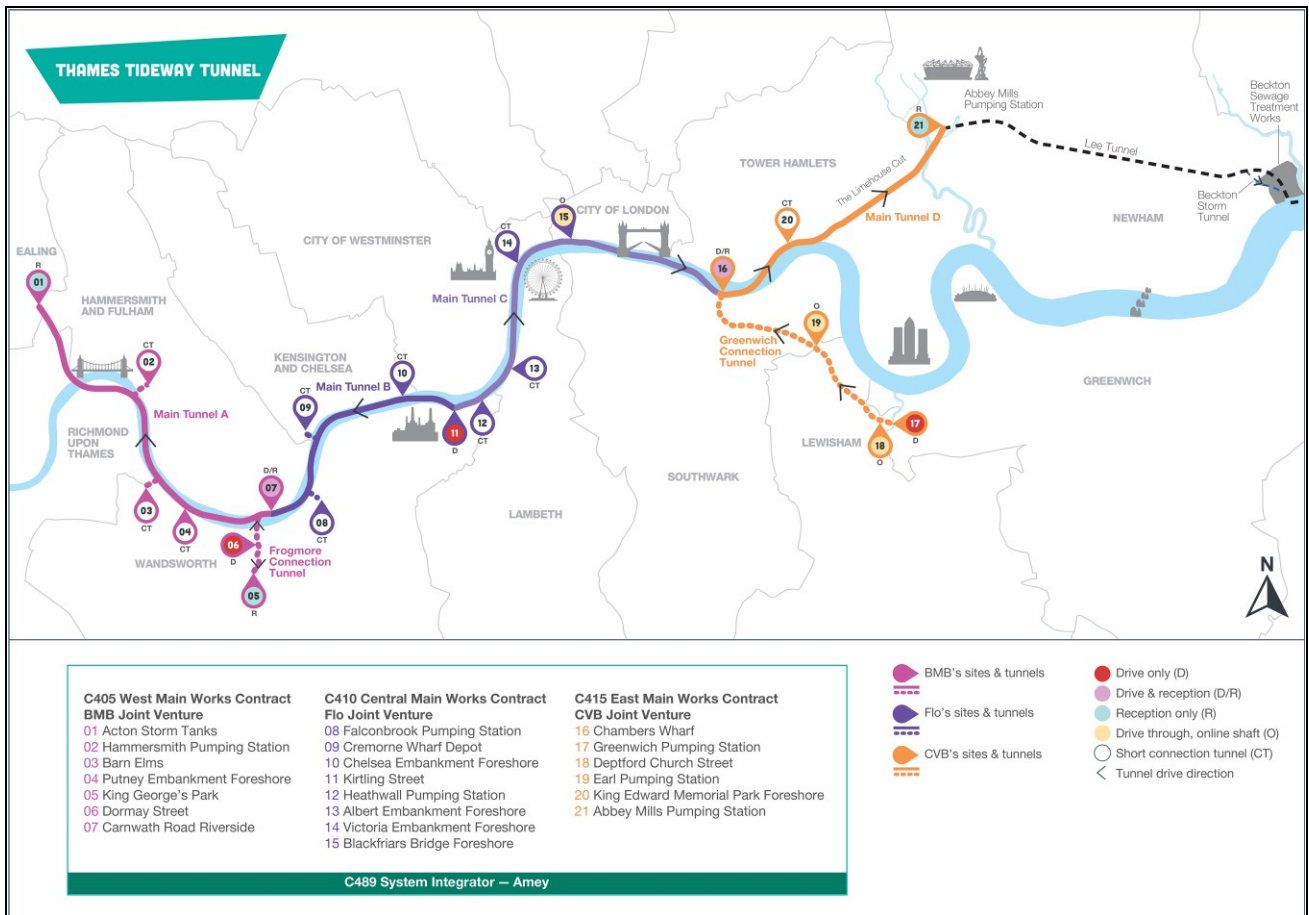 THAMES TIDEWAY TUNNEL
Abbey Mills
Pumping Station
Beckton
Sewage
Treatment
Works
R
21
Lee Tunnel
TOWER HAMLETS
The Limehouse Cut
Main Tunnel D
Beckton
Storm
Tunnel
NEWHAM
CT
20
O
15
CITY OF LONDON
CT
14
CITY OF WESTMINSTER
EALING
R
01
D/R
16
HAMMERSMITH
AND FULHAM
Main Tunnel C
O
19
Greenwich
Connection
Tunnel
GREENWICH
CT
02
KENSINGTON
AND CHELSEA
CT
10
13
CT
Main Tunnel B
CT
09
Main Tunnel A
11
D
12
CT
RICHMOND
UPON
THAMES
LEWISHAM
17
D
18
O
SOUTHWARK
D/R
07
03
CT
04
CT
08
CT
LAMBETH
WANDSWORTH
06
D
Frogmore
Connection
Tunnel
05
R
N
C405 West Main Works Contract
BMB Joint Venture
01 Acton Storm Tanks
02 Hammersmith Pumping Station
03 Barn Elms
04 Putney Embankment Foreshore
05 King George's Park
06 Dormay Street
07 Carnwath Road Riverside
C410 Central Main Works Contract
Flo Joint Venture
08 Falconbrook Pumping Station
09 Cremorne Wharf Depot
10 Chelsea Embankment Foreshore
11 Kirtling Street
12 Heathwall Pumping Station
13 Albert Embankment Foreshore
14 Victoria Embankment Foreshore
15 Blackfriars Bridge Foreshore
C415 East Main Works Contract
CVB Joint Venture
16 Chambers Wharf
17 Greenwich Pumping Station
18 Deptford Church Street
19 Earl Pumping Station
20 King Edward Memorial Park Foreshore
21 Abbey Mills Pumping Station
C489 System Integrator — Amey
BMB's sites & tunnels
Flo's sites & tunnels
CVB's sites & tunnels
Drive only (D)
Drive & reception (D/R)
Reception only (R)
Drive through, online shaft (O)
Short connection tunnel (CT)
Tunnel drive direction